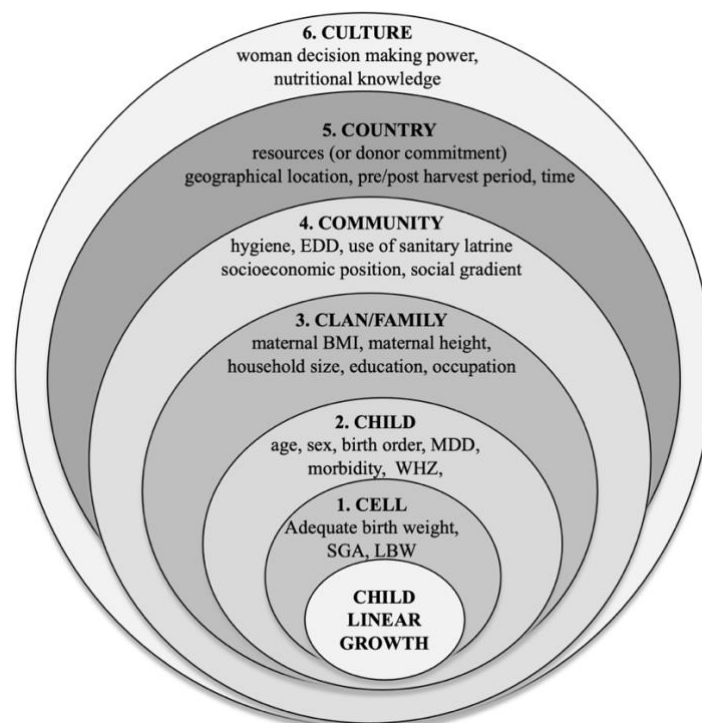 6. CULTURE
woman decision making power,
nutritional knowledge
5. COUNTRY
resources (or donor commitment)
geographical location, pre/post harvest period, time
4. COMMUNITY
hygiene, EDD, use of sanitary latrine
socioeconomic position, social gradient
3. CLAN/FAMILY
maternal BMI, maternal height,
household size, education, occupation
2. CHILD
age, sex, birth order, MDD,
morbidity, WHZ,
1. CELL
Adequate birth weight,
SGA, LBW
CHILD
LINEAR
GROWTH